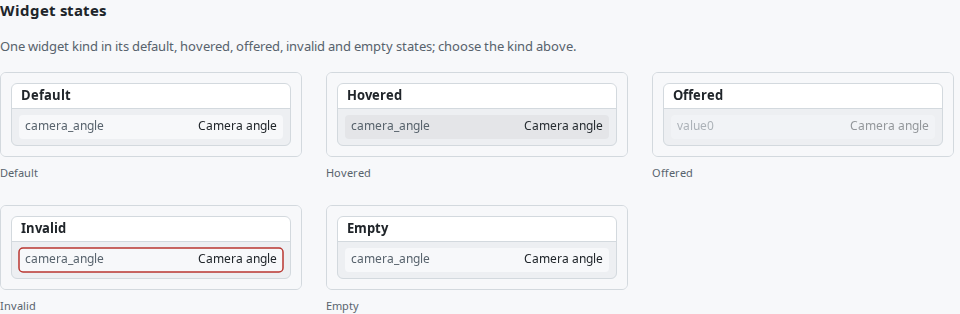 Widget states
One widget kind in its default, hovered, offered, invalid and empty states; choose the kind above.
Default
camera_angle Camera angle
Default
Hovered
camera_angle Camera angle
Hovered
Offered
value0 Camera angle
Offered
Invalid
camera_angle Camera angle
Invalid
Empty
camera_angle Camera angle
Empty